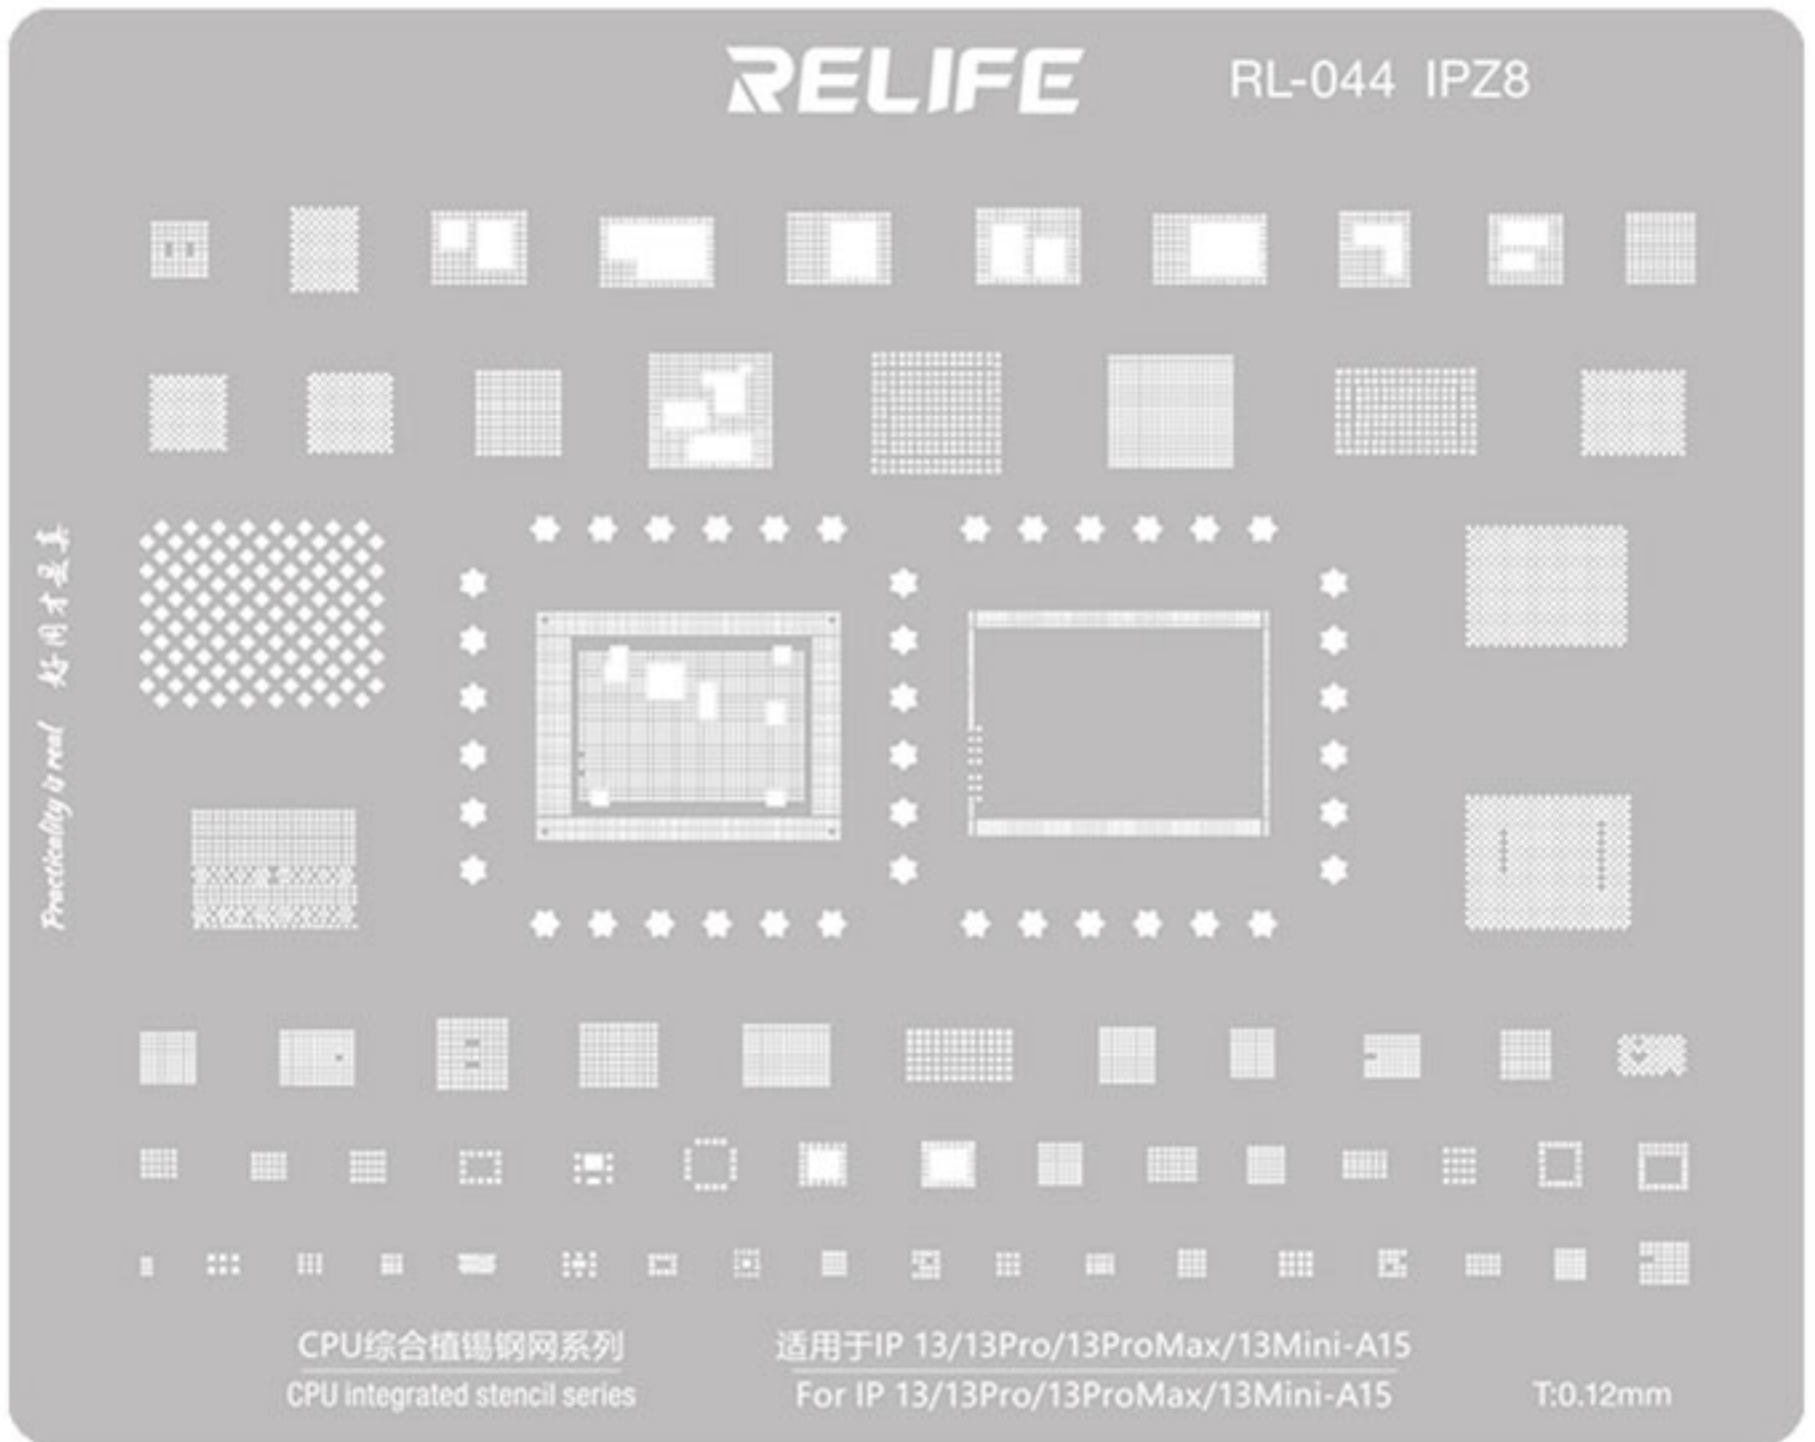 RELIFE
RL-044 IPZ8
Practicality is real 好用才是真
CPU综合植锡钢网系列
CPU integrated stencil series
适用于IP 13/13Pro/13ProMax/13Mini-A15
For IP 13/13Pro/13ProMax/13Mini-A15
T:0.12mm